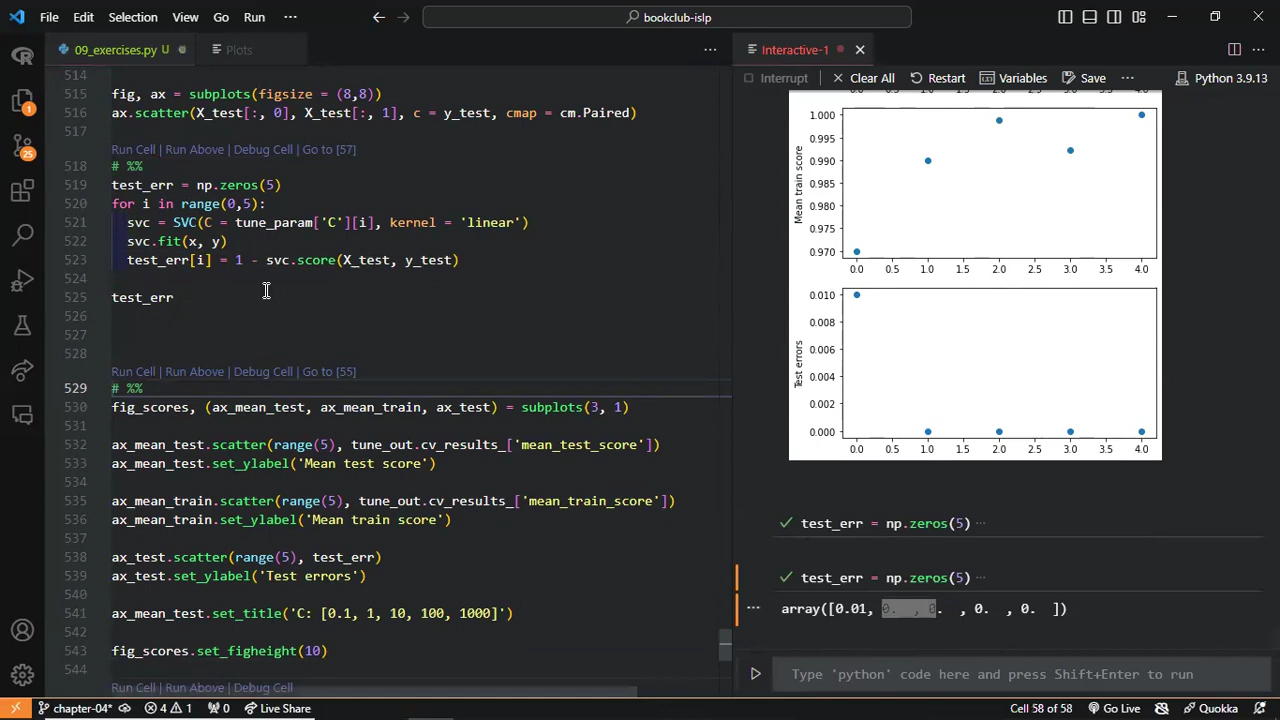 File Edit Selection View Go Run ··· bookclub-islp
09_exercises.py U Plots
514
515 fig, ax = subplots(figsize = (8,8))
516 ax.scatter(X_test[:, 0], X_test[:, 1], c = y_test, cmap = cm.Paired)
517
Run Cell | Run Above | Debug Cell | Go to [57]
518 # %%
519 test_err = np.zeros(5)
520 for i in range(0,5):
521 svc = SVC(C = tune_param['C'][i], kernel = 'linear')
522 svc.fit(x, y)
523 test_err[i] = 1 - svc.score(X_test, y_test)
524
525 test_err
526
527
528
Run Cell | Run Above | Debug Cell | Go to [55]
529 # %%
530 fig_scores, (ax_mean_test, ax_mean_train, ax_test) = subplots(3, 1)
531
532 ax_mean_test.scatter(range(5), tune_out.cv_results_['mean_test_score'])
533 ax_mean_test.set_ylabel('Mean test score')
534
535 ax_mean_train.scatter(range(5), tune_out.cv_results_['mean_train_score'])
536 ax_mean_train.set_ylabel('Mean train score')
537
538 ax_test.scatter(range(5), test_err)
539 ax_test.set_ylabel('Test errors')
540
541 ax_mean_test.set_title('C: [0.1, 1, 10, 100, 1000]')
542
543 fig_scores.set_figheight(10)
544
Run Cell | Run Above | Debug Cell
Interactive-1
Interrupt Clear All Restart Variables Save ··· Python 3.9.13
1.000
0.995
0.990
0.985
0.980
0.975
0.970
Mean train score
0.0 0.5 1.0 1.5 2.0 2.5 3.0 3.5 4.0
0.010
0.008
0.006
0.004
0.002
0.000
Test errors
0.0 0.5 1.0 1.5 2.0 2.5 3.0 3.5 4.0
test_err = np.zeros(5) ···
test_err = np.zeros(5) ···
··· array([0.01, 0. , 0. , 0. , 0. ])
Type 'python' code here and press Shift+Enter to run
1
25
chapter-04* 4 1 0 Live Share Cell 58 of 58 Go Live Quokka